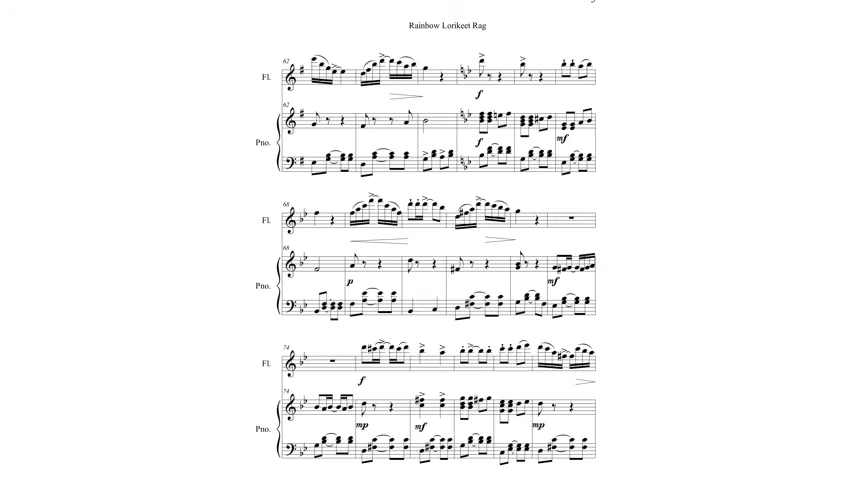 Rainbow Lorikeet Rag
62
Fl.
f
62
Pno.
f
mf
68
Fl.
68
Pno.
p
mf
74
Fl.
f
74
Pno.
mp
mf
mp